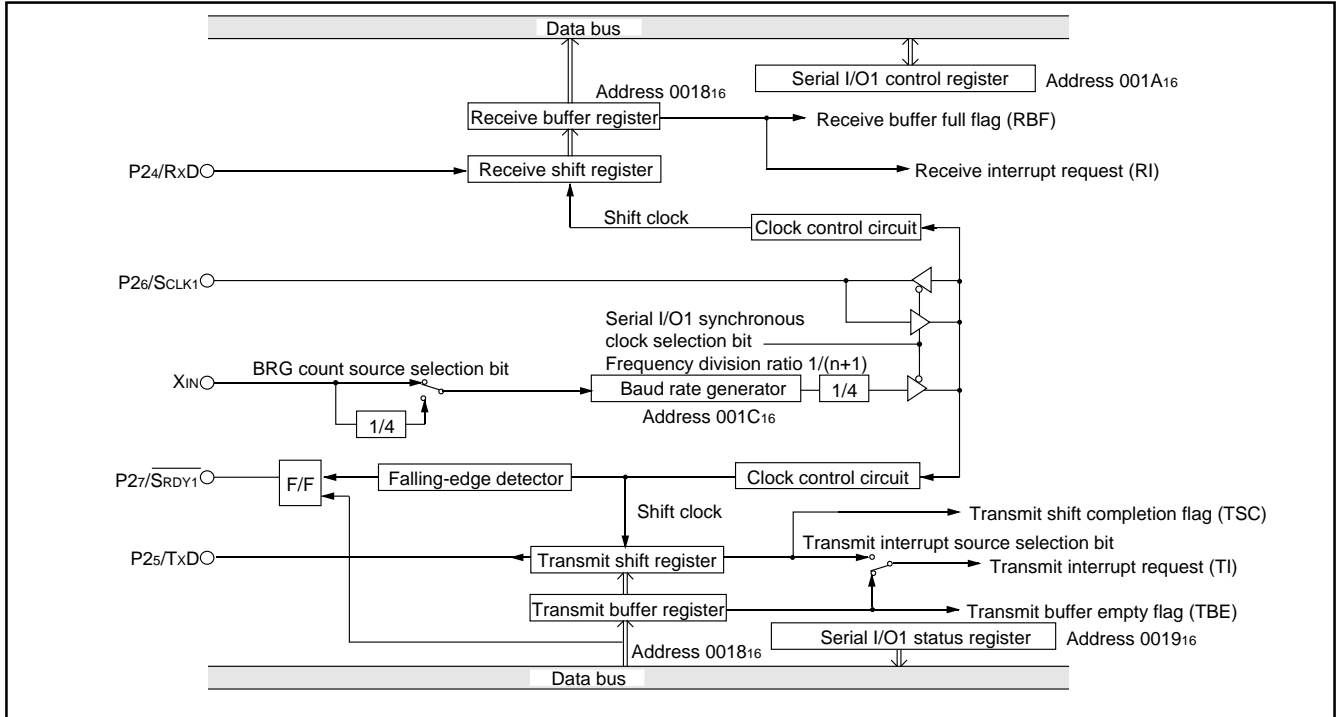 Data bus
Serial I/O1 control register
Address 001A16
Address 001816
Receive buffer register
Receive buffer full flag (RBF)
P24/RXD
Receive shift register
Receive interrupt request (RI)
Shift clock
Clock control circuit
P26/SCLK1
Serial I/O1 synchronous
clock selection bit
BRG count source selection bit
Frequency division ratio 1/(n+1)
XIN
Baud rate generator
1/4
1/4
Address 001C16
P27/SRDY1
F/F
Falling-edge detector
Clock control circuit
Shift clock
Transmit shift completion flag (TSC)
P25/TXD
Transmit shift register
Transmit interrupt source selection bit
Transmit interrupt request (TI)
Transmit buffer register
Transmit buffer empty flag (TBE)
Address 001816
Serial I/O1 status register
Address 001916
Data bus